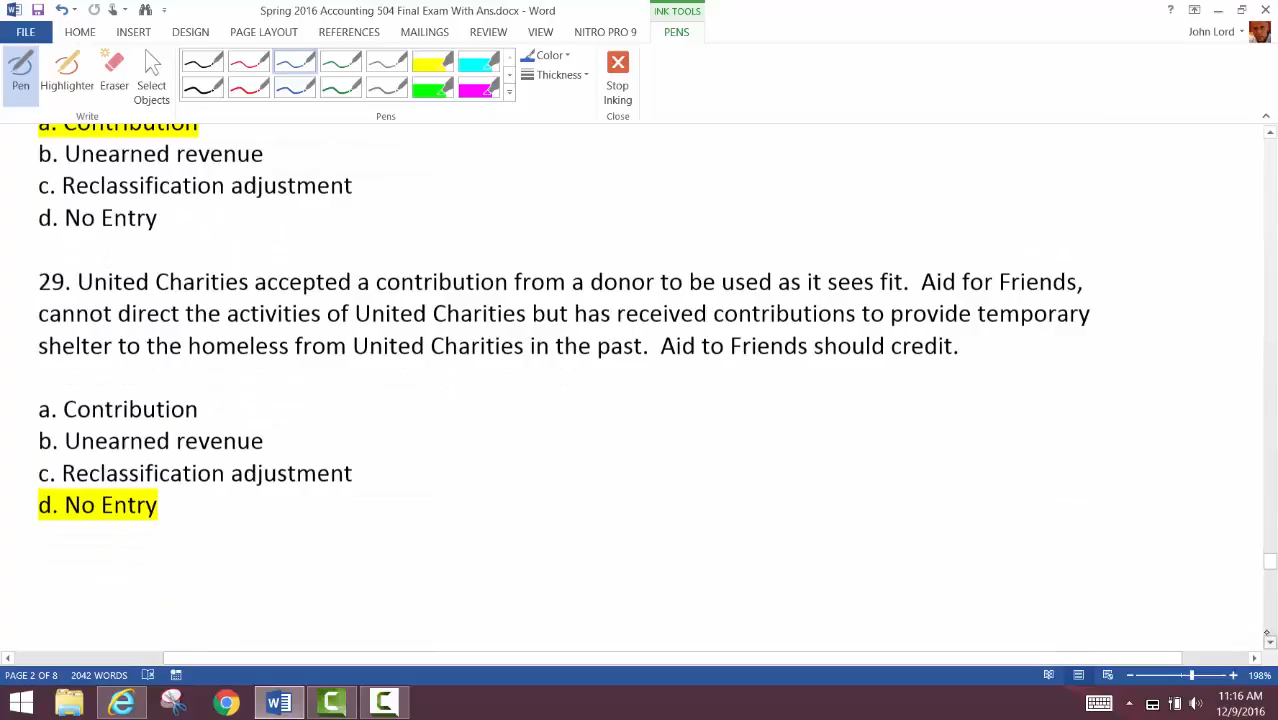 Spring 2016 Accounting 504 Final Exam With Ans.docx - Word
INK TOOLS
FILE HOME INSERT DESIGN PAGE LAYOUT REFERENCES MAILINGS REVIEW VIEW NITRO PRO 9 PENS
John Lord
Pen Highlighter Eraser Select Objects
Color
Thickness
Stop Inking
Write Pens Close
a. Contribution
b. Unearned revenue
c. Reclassification adjustment
d. No Entry
29. United Charities accepted a contribution from a donor to be used as it sees fit. Aid for Friends,
cannot direct the activities of United Charities but has received contributions to provide temporary
shelter to the homeless from United Charities in the past. Aid to Friends should credit.
a. Contribution
b. Unearned revenue
c. Reclassification adjustment
d. No Entry
PAGE 2 OF 8 2042 WORDS 198%
11:16 AM
12/9/2016